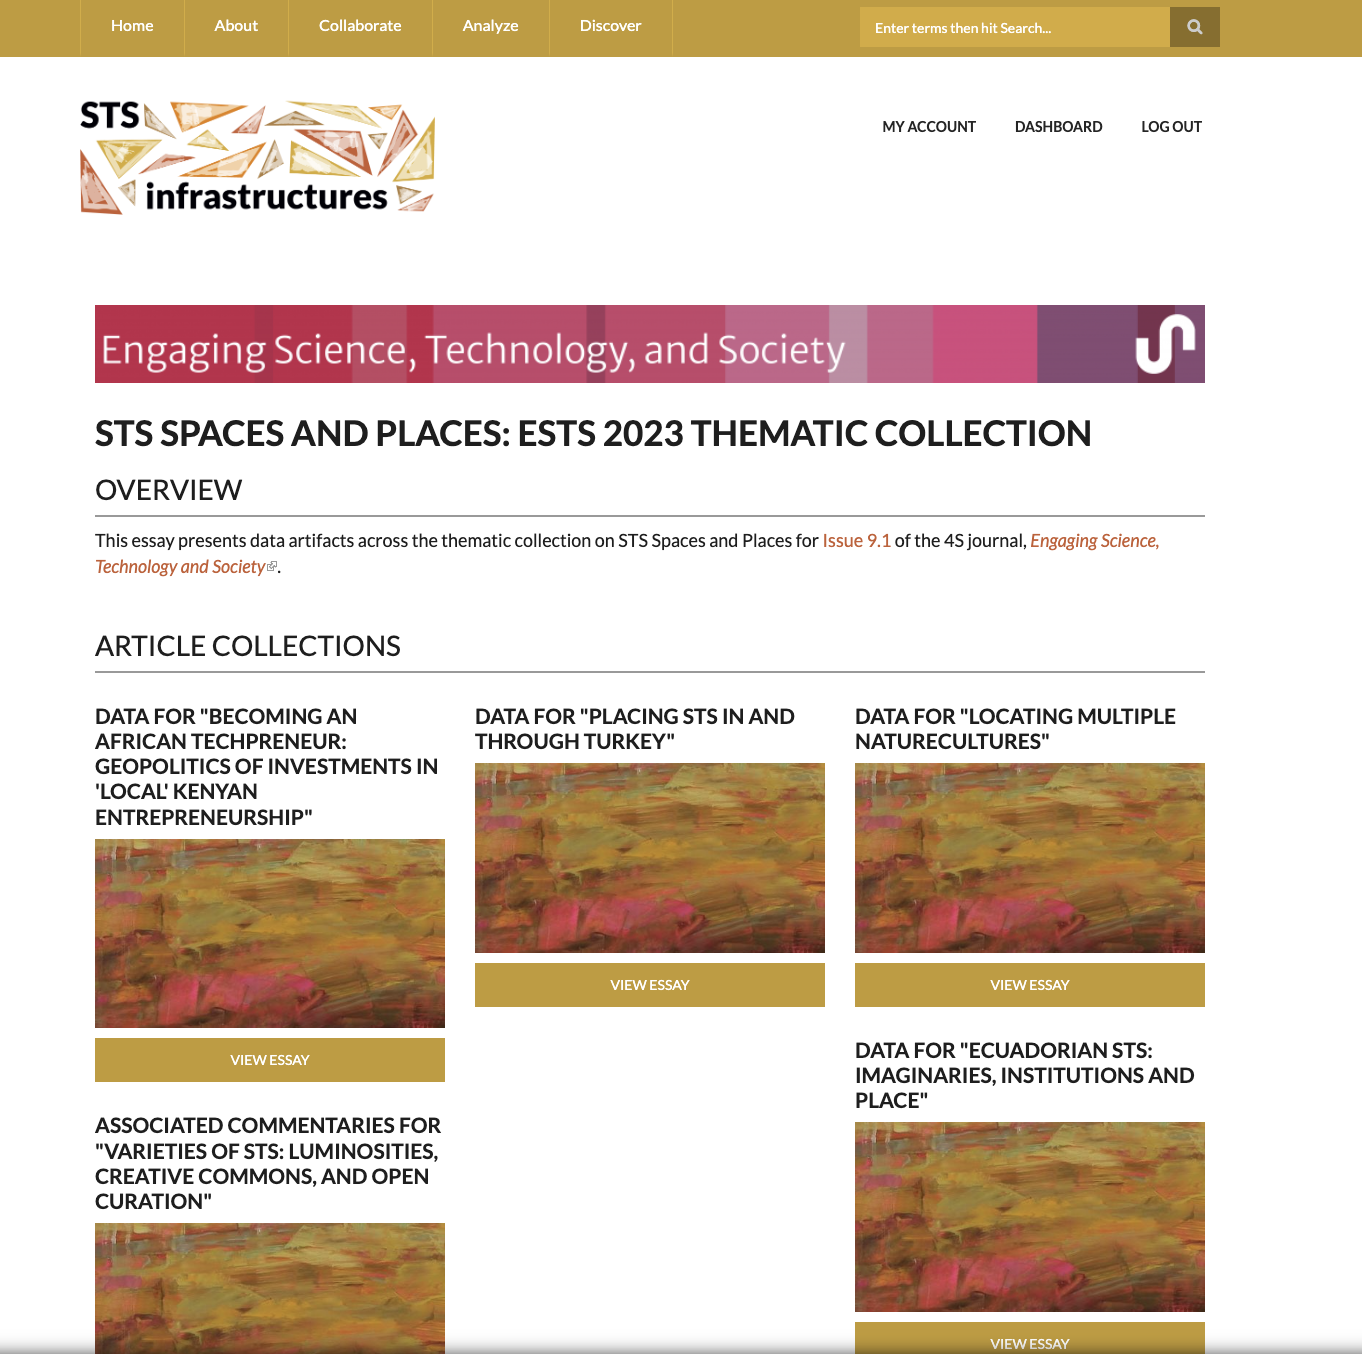 Home
About
Collaborate
Analyze
Discover
Enter terms then hit Search...
STS
infrastructures
MY ACCOUNT
DASHBOARD
LOG OUT
Engaging Science, Technology, and Society
STS SPACES AND PLACES: ESTS 2023 THEMATIC COLLECTION
OVERVIEW
This essay presents data artifacts across the thematic collection on STS Spaces and Places for Issue 9.1 of the 4S journal, Engaging Science,
Technology and Society.
ARTICLE COLLECTIONS
DATA FOR "BECOMING AN
AFRICAN TECHPRENEUR:
GEOPOLITICS OF INVESTMENTS IN
'LOCAL' KENYAN
ENTREPRENEURSHIP"
VIEW ESSAY
ASSOCIATED COMMENTARIES FOR
"VARIETIES OF STS: LUMINOSITIES,
CREATIVE COMMONS, AND OPEN
CURATION"
DATA FOR "PLACING STS IN AND
THROUGH TURKEY"
VIEW ESSAY
DATA FOR "LOCATING MULTIPLE
NATURECULTURES"
VIEW ESSAY
DATA FOR "ECUADORIAN STS:
IMAGINARIES, INSTITUTIONS AND
PLACE"
VIEW ESSAY